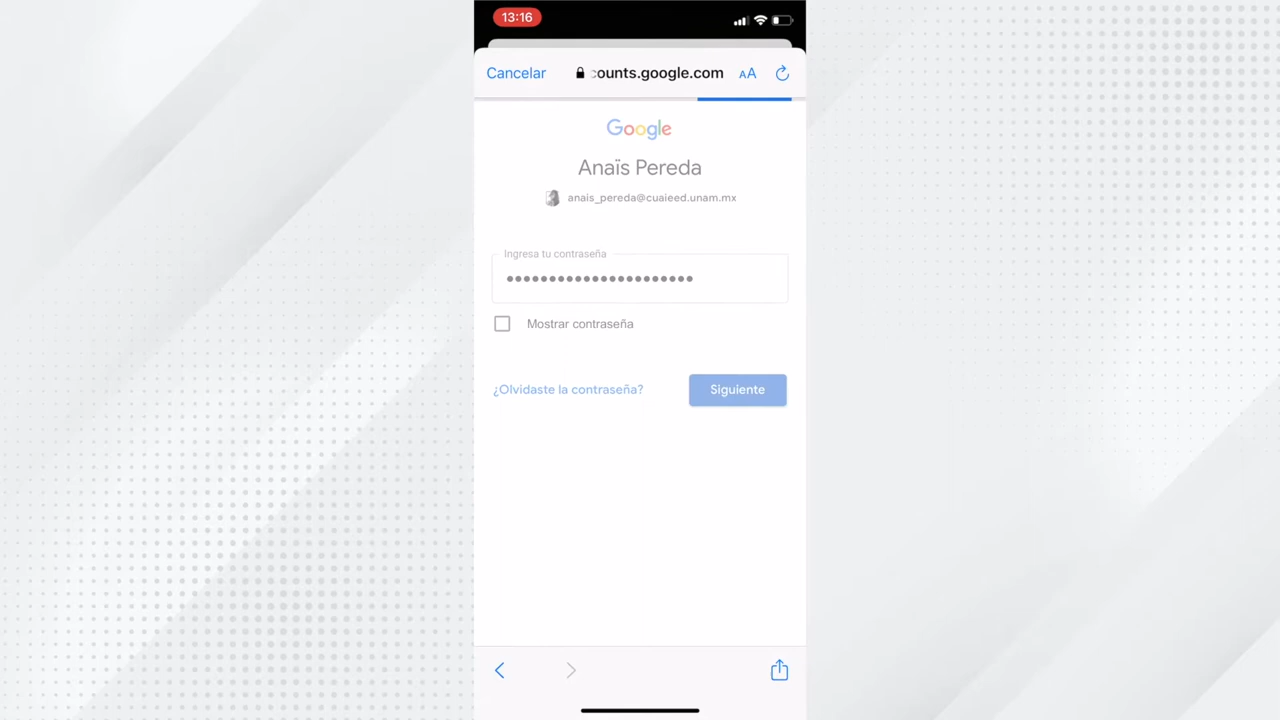 13:16
Cancelar
counts.google.com
AA
Google
Anaïs Pereda
anais_pereda@cuaieed.unam.mx
Ingresa tu contraseña
●●●●●●●●●●●●●●●●●●●●●●
Mostrar contraseña
¿Olvidaste la contraseña?
Siguiente